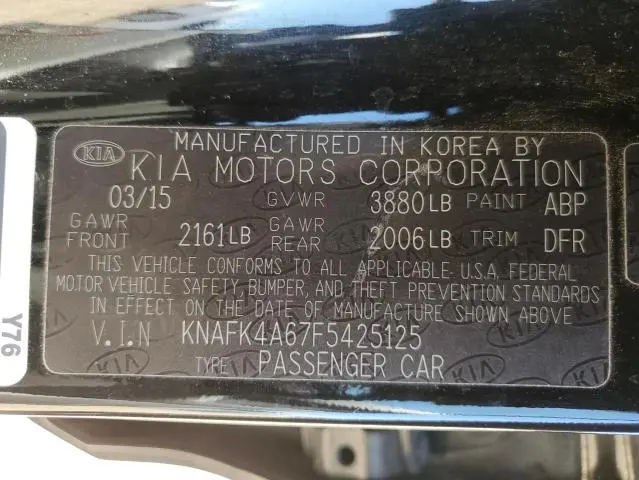 MANUFACTURED IN KOREA BY
KIA KIA MOTORS CORPORATION
03/15 GVWR 3880LB PAINT ABP
GAWR FRONT 2161LB GAWR REAR 2006LB TRIM DFR
THIS VEHICLE CONFORMS TO ALL APPLICABLE U.S.A. FEDERAL
MOTOR VEHICLE SAFETY, BUMPER, AND THEFT PREVENTION STANDARDS
IN EFFECT ON THE DATE OF MANUFACTURE SHOWN ABOVE
V.I.N KNAFK4A67F5425125
TYPE PASSENGER CAR
Y76